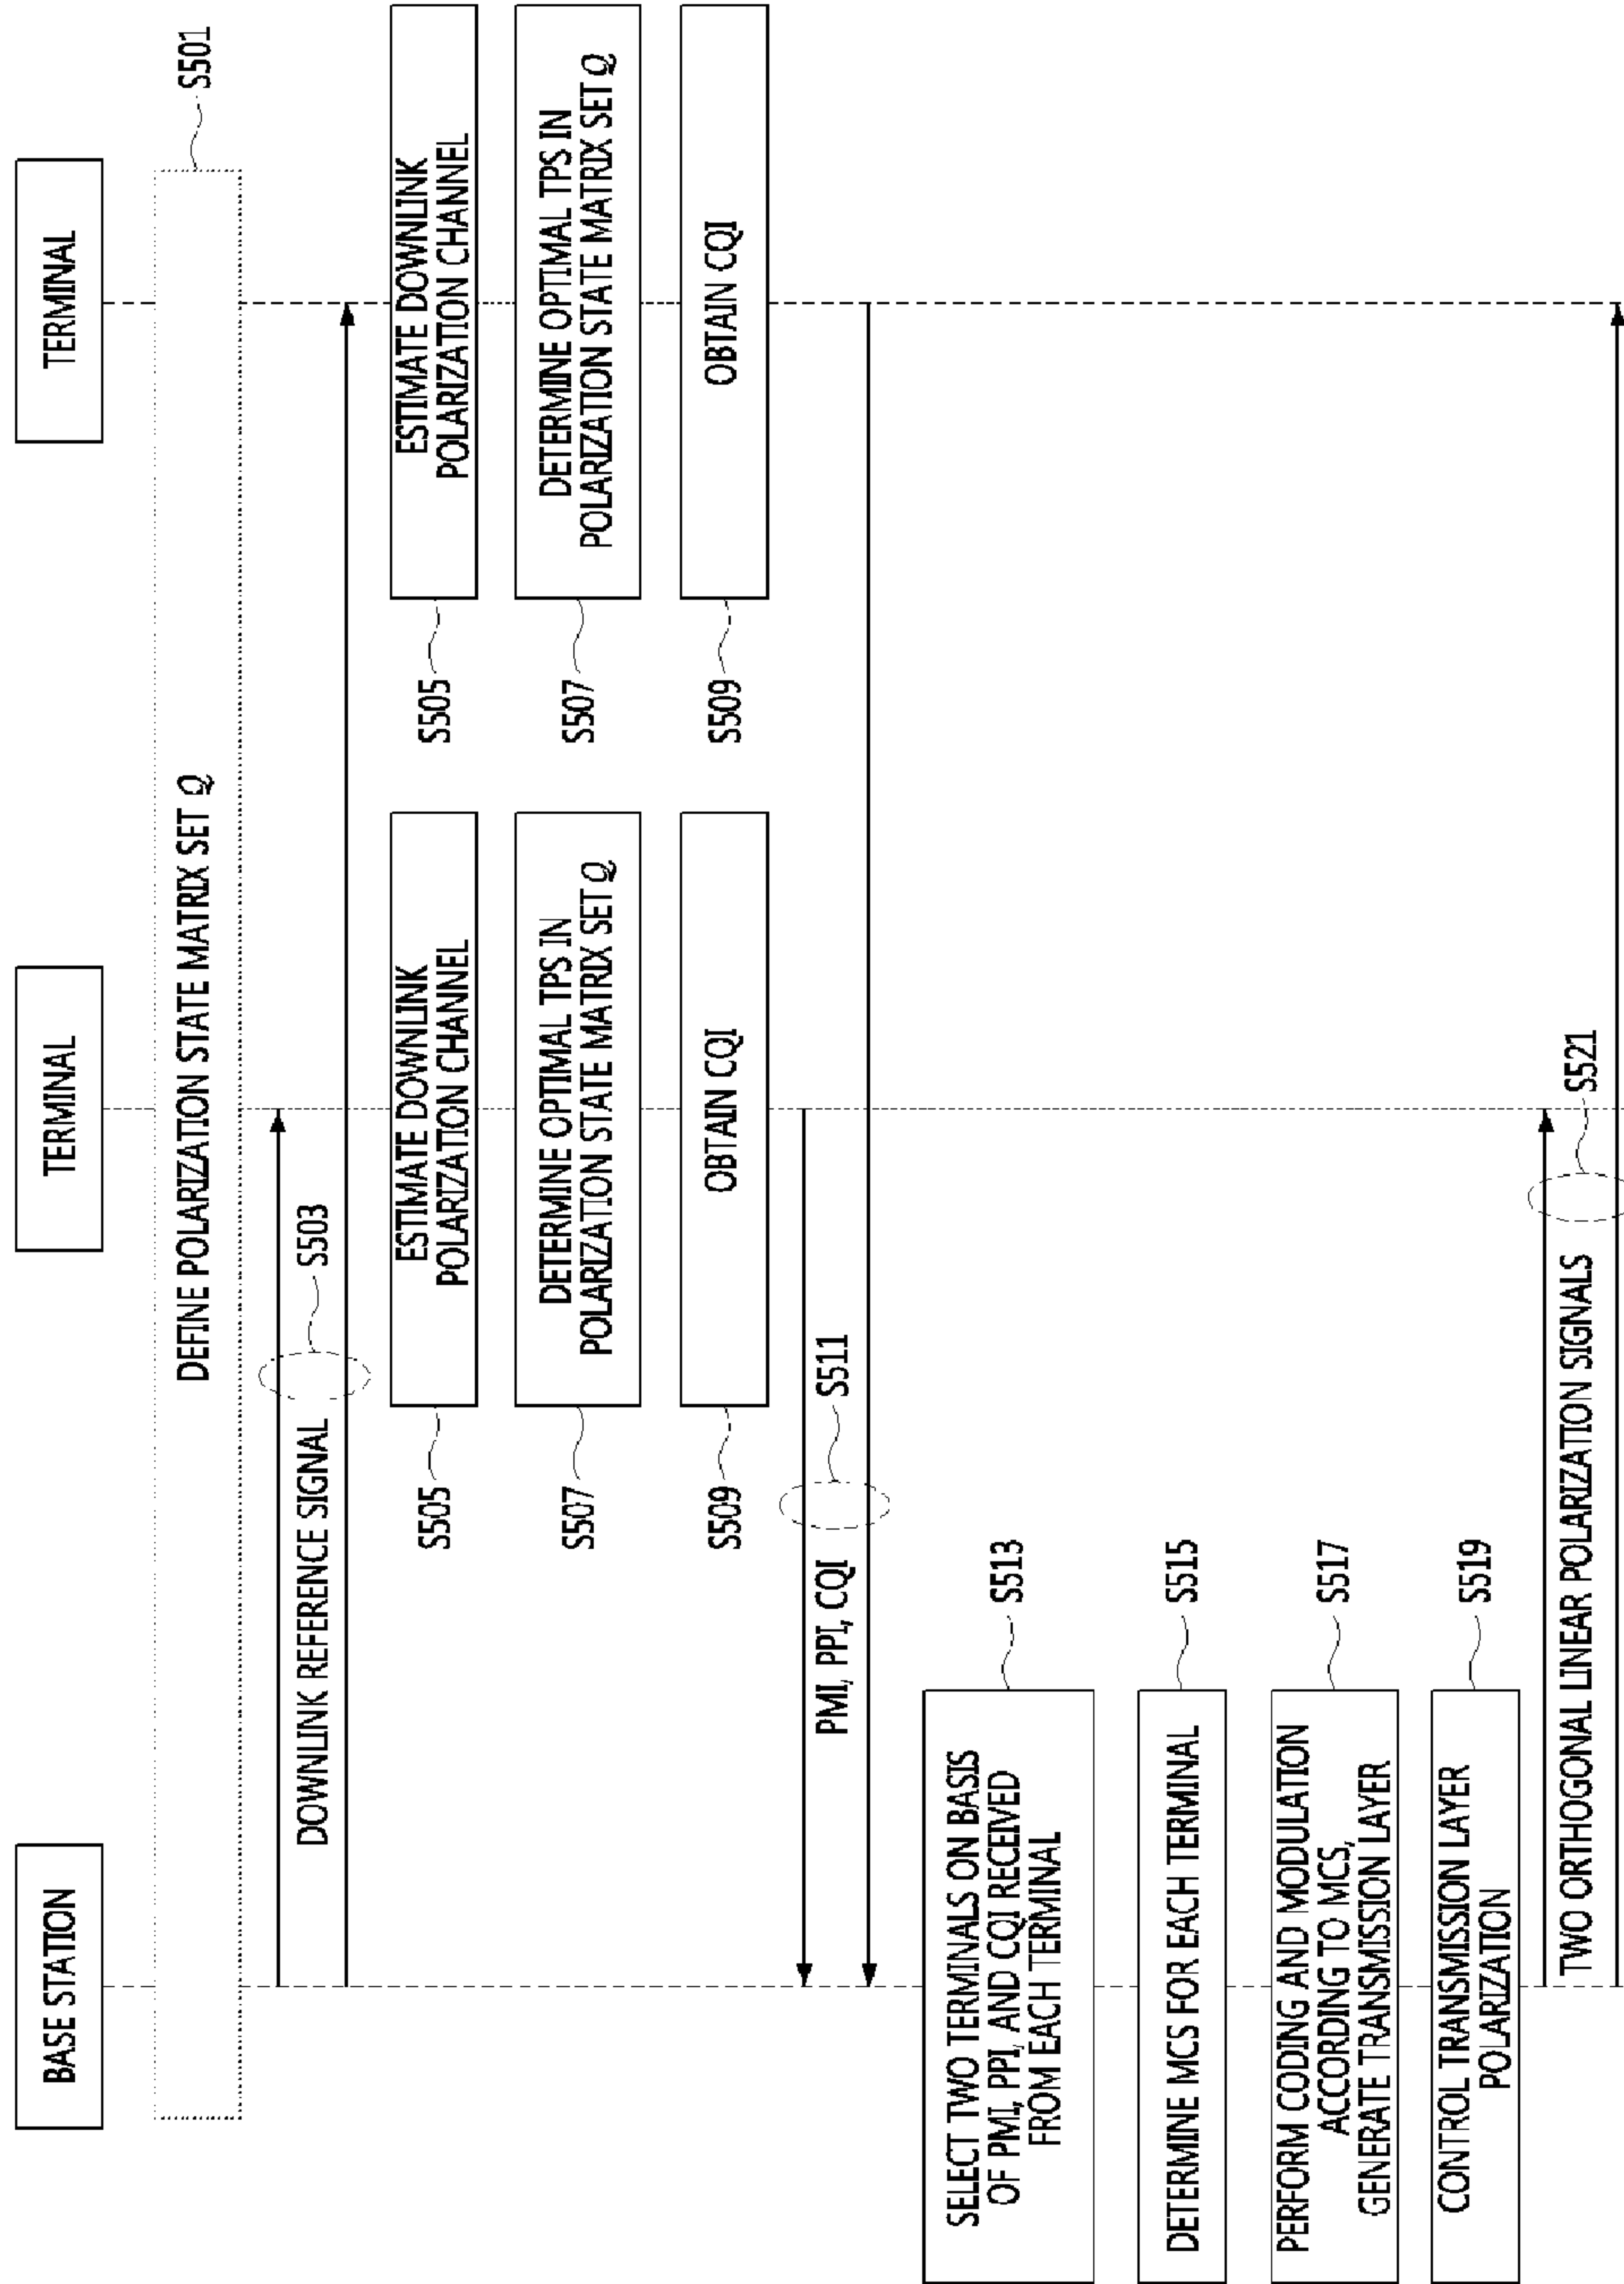 BASE STATION
TERMINAL
TERMINAL
DEFINE POLARIZATION STATE MATRIX SET Q
S501
DOWNLINK REFERENCE SIGNAL
S503
S505
ESTIMATE DOWNLINK
POLARIZATION CHANNEL
S505
ESTIMATE DOWNLINK
POLARIZATION CHANNEL
S507
DETERMINE OPTIMAL TPS IN
POLARIZATION STATE MATRIX SET Q
S507
DETERMINE OPTIMAL TPS IN
POLARIZATION STATE MATRIX SET Q
S509
OBTAIN CQI
S509
OBTAIN CQI
PMI, PPI, CQI
S511
SELECT TWO TERMINALS ON BASIS
OF PMI, PPI, AND CQI RECEIVED
FROM EACH TERMINAL
S513
DETERMINE MCS FOR EACH TERMINAL
S515
PERFORM CODING AND MODULATION
ACCORDING TO MCS,
GENERATE TRANSMISSION LAYER
S517
CONTROL TRANSMISSION LAYER
POLARIZATION
S519
TWO ORTHOGONAL LINEAR POLARIZATION SIGNALS
S521